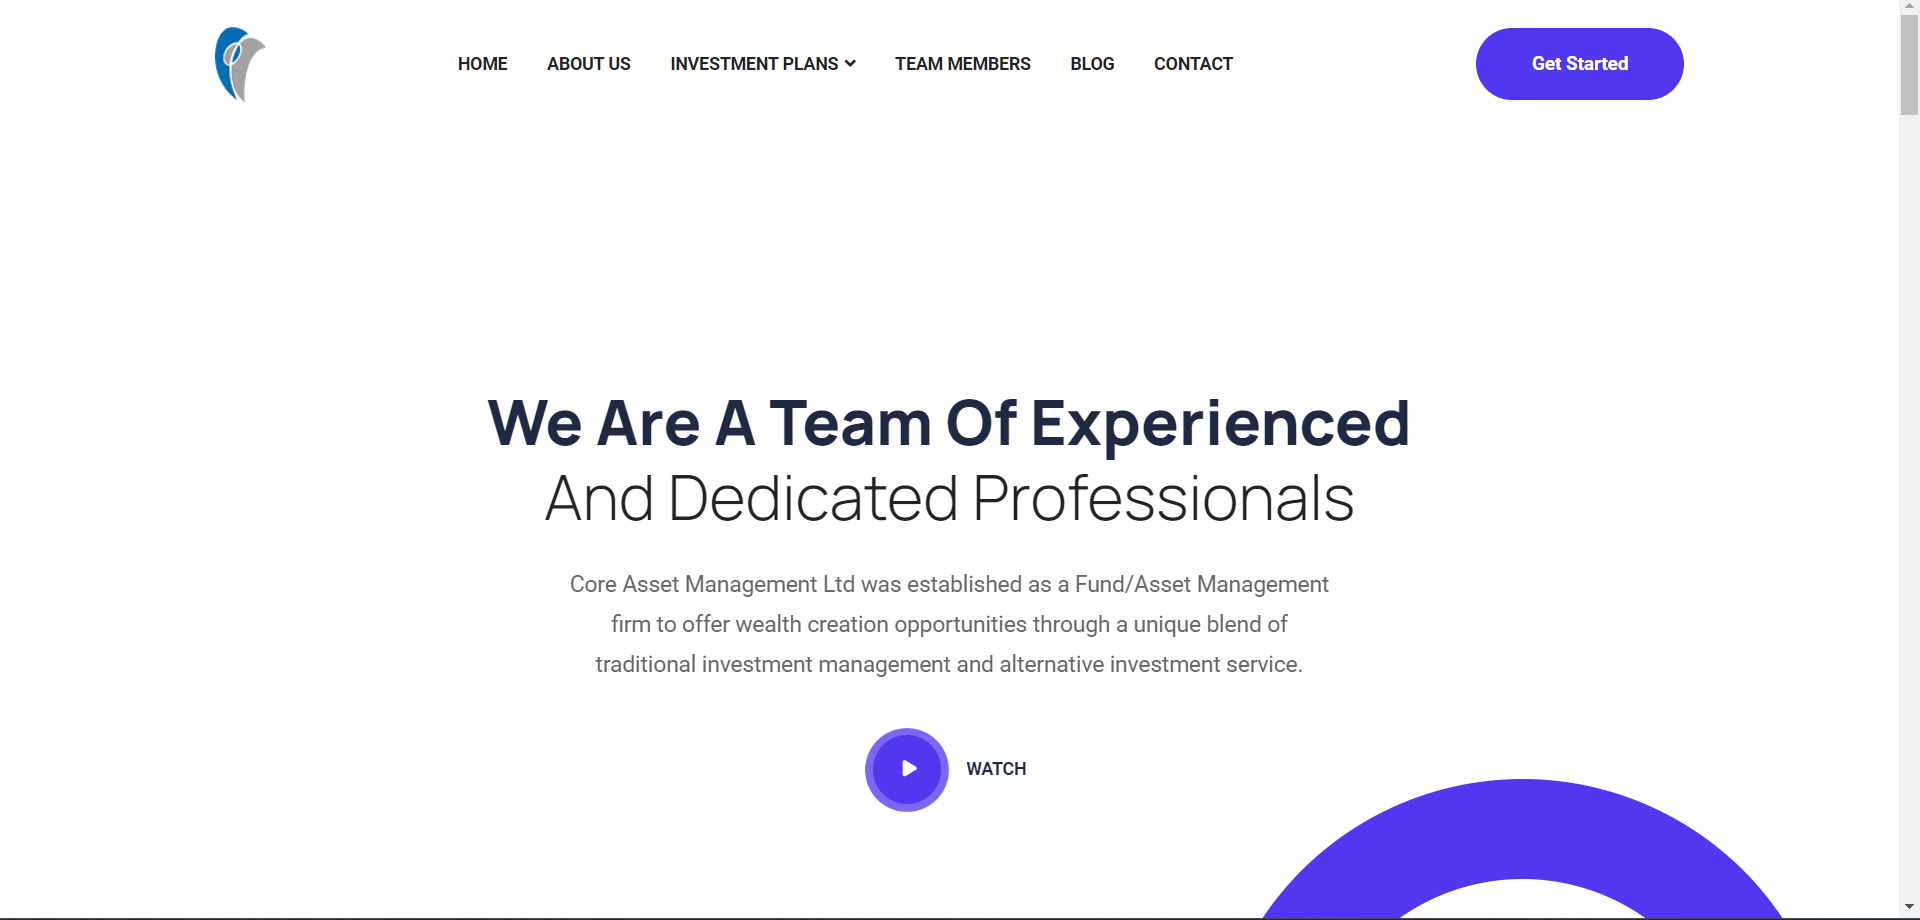 HOME ABOUT US INVESTMENT PLANS TEAM MEMBERS BLOG CONTACT Get Started
We Are A Team Of Experienced
And Dedicated Professionals
Core Asset Management Ltd was established as a Fund/Asset Management
firm to offer wealth creation opportunities through a unique blend of
traditional investment management and alternative investment service.
WATCH